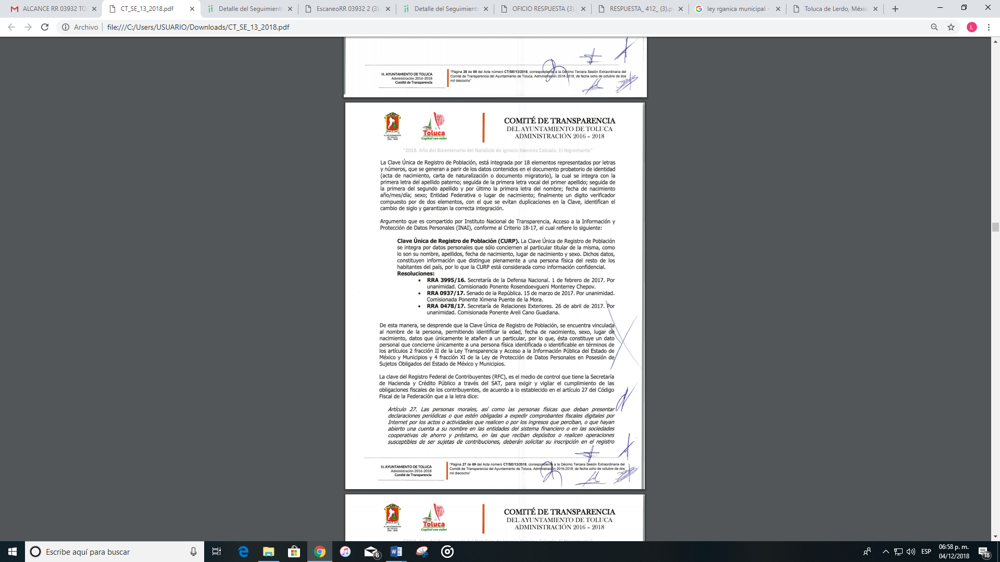 ALCANCE RR 03932 TO
CT_SE_13_2018.pdf
Detalle del Seguimiento
EscaneoRR 03932 2 (3).
Detalle del Seguimiento
OFICIO RESPUESTA (3).
RESPUESTA_ 412_ (3).p
ley rganica municipal -
Toluca de Lerdo, Méxic
Archivo
file:///C:/Users/USUARIO/Downloads/CT_SE_13_2018.pdf
L
H. AYUNTAMIENTO DE TOLUCA
Administración 2016-2018
Comité de Transparencia
"Página 26 de 69 del Acta número CT/SE/13/2018, correspondiente a la Décimo Tercera Sesión Extraordinaria del
Comité de Transparencia del Ayuntamiento de Toluca, Administración 2016-2018, de fecha ocho de octubre de dos
mil dieciocho"
H. AYUNTAMIENTO
DE TOLUCA
2016 - 2018
Toluca
Capital con valor
COMITÉ DE TRANSPARENCIA
DEL AYUNTAMIENTO DE TOLUCA
ADMINISTRACIÓN 2016 – 2018
"2018. Año del Bicentenario del Natalicio de Ignacio Ramírez Calzada. El Nigromante"
La Clave Única de Registro de Población, está integrada por 18 elementos representados por letras
y números, que se generan a parir de los datos contenidos en el documento probatorio de identidad
(acta de nacimiento, carta de naturalización o documento migratorio), la cual se integra con la
primera letra del apellido paterno; seguida de la primera letra vocal del primer apellido; seguida de
la primera del segundo apellido y por último la primera letra del nombre; fecha de nacimiento
año/mes/día; sexo; Entidad Federativa o lugar de nacimiento; finalmente un digito verificador
compuesto por de dos elementos, con el que se evitan duplicaciones en la Clave, identifican el
cambio de siglo y garantizan la correcta integración.
Argumento que es compartido por Instituto Nacional de Transparencia, Acceso a la Información y
Protección de Datos Personales (INAI), conforme al Criterio 18-17, el cual refiere lo siguiente:
Clave Única de Registro de Población (CURP). La Clave Única de Registro de Población
se integra por datos personales que sólo conciernen al particular titular de la misma, como
lo son su nombre, apellidos, fecha de nacimiento, lugar de nacimiento y sexo. Dichos datos,
constituyen información que distingue plenamente a una persona física del resto de los
habitantes del país, por lo que la CURP está considerada como información confidencial.
Resoluciones:
• RRA 3995/16. Secretaría de la Defensa Nacional. 1 de febrero de 2017. Por
unanimidad. Comisionado Ponente Rosendoevgueni Monterrey Chepov.
• RRA 0937/17. Senado de la República. 15 de marzo de 2017. Por unanimidad.
Comisionada Ponente Ximena Puente de la Mora.
• RRA 0478/17. Secretaría de Relaciones Exteriores. 26 de abril de 2017. Por
unanimidad. Comisionada Ponente Areli Cano Guadiana.
De esta manera, se desprende que la Clave Única de Registro de Población, se encuentra vinculada
al nombre de la persona, permitiendo identificar la edad, fecha de nacimiento, sexo, lugar de
nacimiento, datos que únicamente le atañen a un particular, por lo que, ésta constituye un dato
personal que concierne únicamente a una persona física identificada o identificable en términos de
los artículos 2 fracción II de la Ley Transparencia y Acceso a la Información Pública del Estado de
México y Municipios y 4 fracción XI de la Ley de Protección de Datos Personales en Posesión de
Sujetos Obligados del Estado de México y Municipios.
La clave del Registro Federal de Contribuyentes (RFC), es el medio de control que tiene la Secretaría
de Hacienda y Crédito Público a través del SAT, para exigir y vigilar el cumplimiento de las
obligaciones fiscales de los contribuyentes, de acuerdo a lo establecido en el artículo 27 del Código
Fiscal de la Federación que a la letra dice:
Artículo 27. Las personas morales, así como las personas físicas que deban presentar
declaraciones periódicas o que estén obligadas a expedir comprobantes fiscales digitales por
Internet por los actos o actividades que realicen o por los ingresos que perciban, o que hayan
abierto una cuenta a su nombre en las entidades del sistema financiero o en las sociedades
cooperativas de ahorro y préstamo, en las que reciban depósitos o realicen operaciones
susceptibles de ser sujetas de contribuciones, deberán solicitar su inscripción en el registro
H. AYUNTAMIENTO DE TOLUCA
Administración 2016-2018
Comité de Transparencia
"Página 27 de 69 del Acta número CT/SE/13/2018, correspondiente a la Décimo Tercera Sesión Extraordinaria del
Comité de Transparencia del Ayuntamiento de Toluca, Administración 2016-2018, de fecha ocho de octubre de dos
mil dieciocho"
H. AYUNTAMIENTO
DE TOLUCA
2016 - 2018
Toluca
Capital con valor
COMITÉ DE TRANSPARENCIA
DEL AYUNTAMIENTO DE TOLUCA
ADMINISTRACIÓN 2016 – 2018
Escribe aquí para buscar
8
ESP
06:58 p. m.
04/12/2018
18